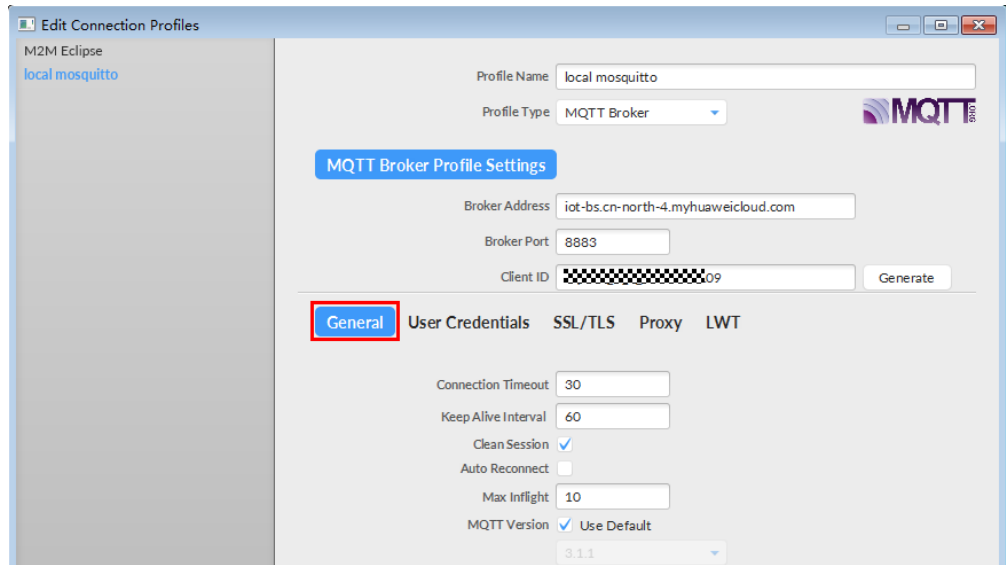 Edit Connection Profiles
M2M Eclipse
local mosquitto
Profile Name local mosquitto
Profile Type MQTT Broker
MQTT
MQTT Broker Profile Settings
Broker Address iot-bs.cn-north-4.myhuaweicloud.com
Broker Port 8883
Client ID 09 Generate
General User Credentials SSL/TLS Proxy LWT
Connection Timeout 30
Keep Alive Interval 60
Clean Session
Auto Reconnect
Max Inflight 10
MQTT Version Use Default
3.1.1